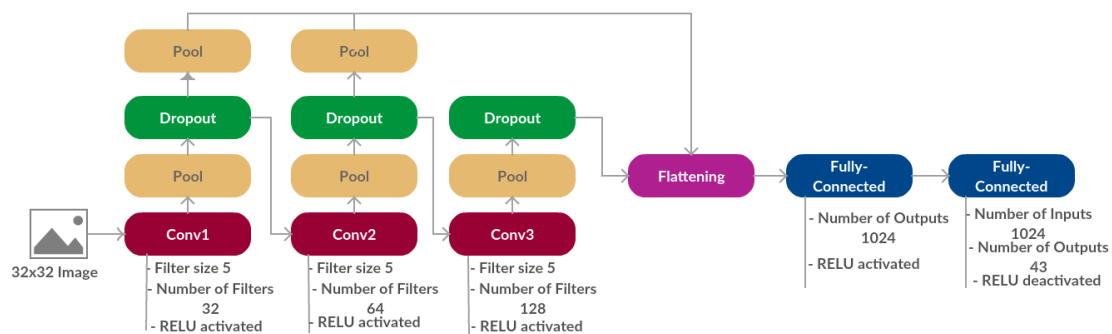 Pool
Pool
Dropout
Dropout
Dropout
Pool
Pool
Pool
Flattening
Fully-
Connected
Fully-
Connected
Conv1
Conv2
Conv3
32x32 Image
- Filter size 5
- Number of Filters
32
- RELU activated
- Filter size 5
- Number of Filters
64
- RELU activated
- Filter size 5
- Number of Filters
128
- RELU activated
- Number of Outputs
1024
- RELU activated
- Number of Inputs
1024
- Number of Outputs
43
- RELU deactivated